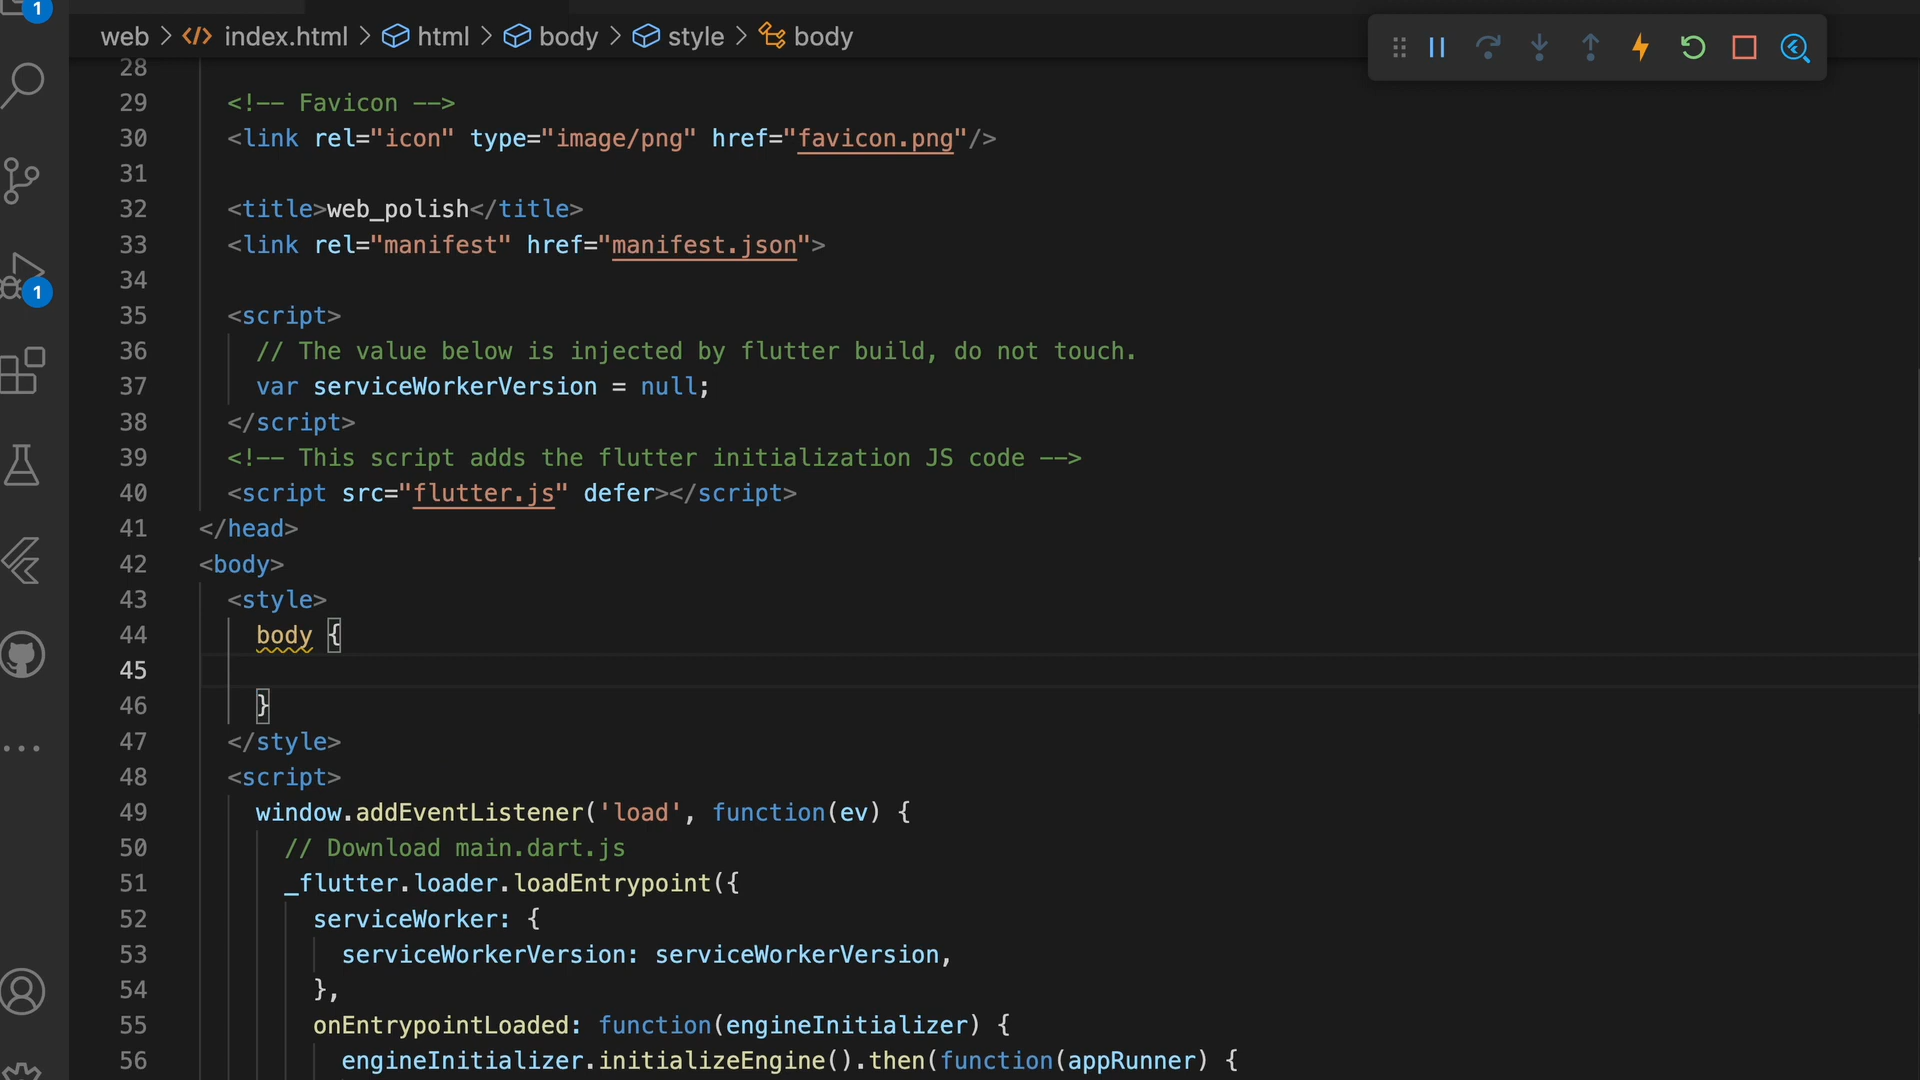 1
web > </> index.html > html > body > style > body
28
29 <!-- Favicon -->
30 <link rel="icon" type="image/png" href="favicon.png"/>
31
32 <title>web_polish</title>
33 <link rel="manifest" href="manifest.json">
34
35 <script>
36 // The value below is injected by flutter build, do not touch.
37 var serviceWorkerVersion = null;
38 </script>
39 <!-- This script adds the flutter initialization JS code -->
40 <script src="flutter.js" defer></script>
41 </head>
42 <body>
43 <style>
44 body {
45
46 }
47 </style>
48 <script>
49 window.addEventListener('load', function(ev) {
50 // Download main.dart.js
51 _flutter.loader.loadEntrypoint({
52 serviceWorker: {
53 serviceWorkerVersion: serviceWorkerVersion,
54 },
55 onEntrypointLoaded: function(engineInitializer) {
56 engineInitializer.initializeEngine().then(function(appRunner) {
1